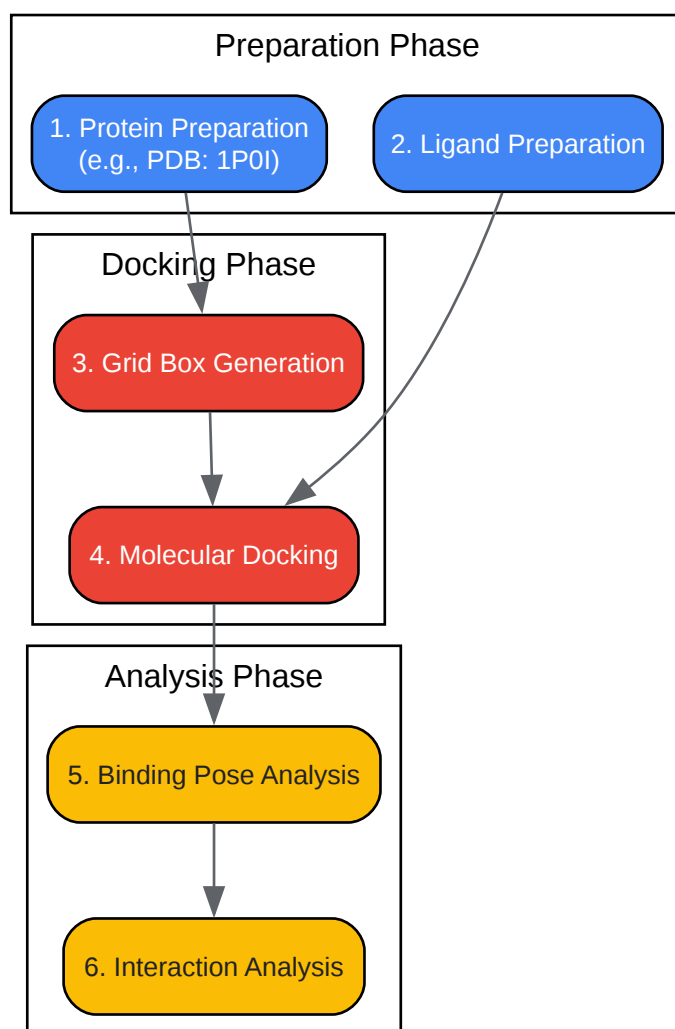 Preparation Phase
1. Protein Preparation
(e.g., PDB: 1P0I)
2. Ligand Preparation
Docking Phase
3. Grid Box Generation
4. Molecular Docking
Analysis Phase
5. Binding Pose Analysis
6. Interaction Analysis